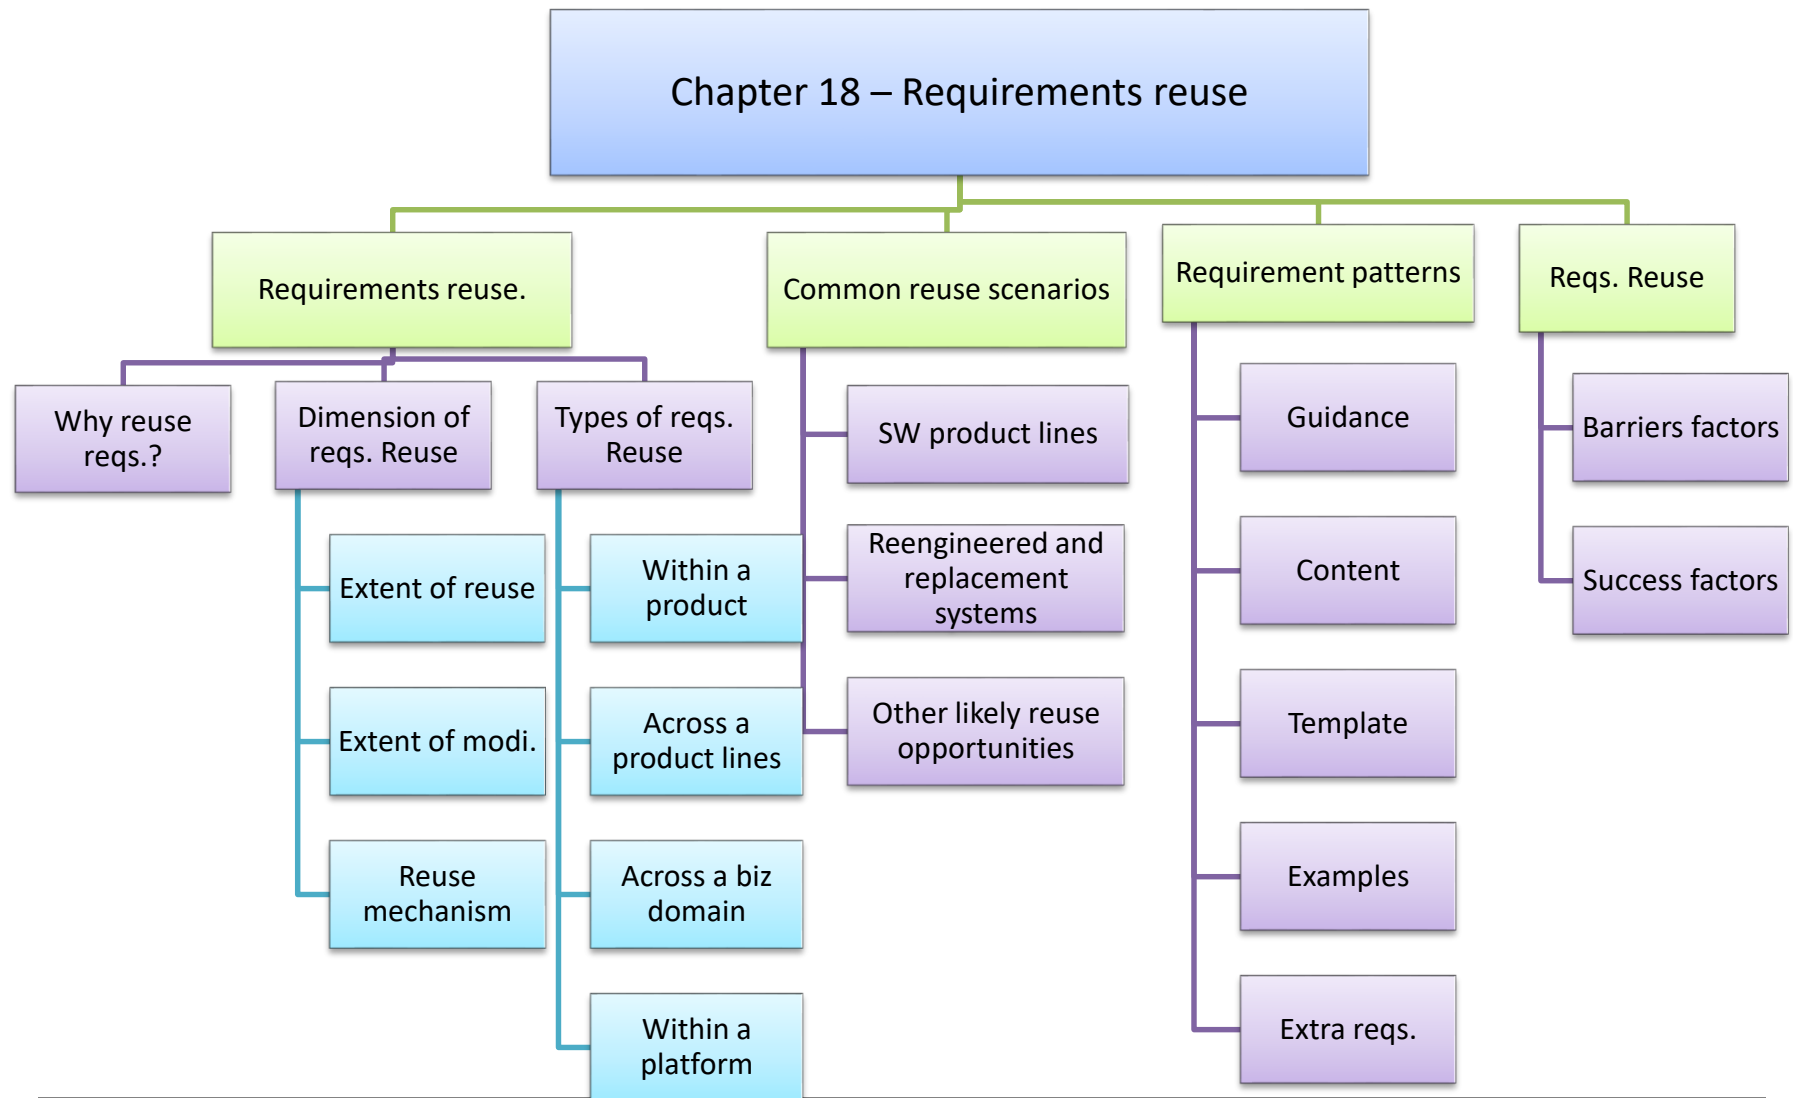 Chapter 18 – Requirements reuse
Requirements reuse.
Why reuse
reqs.?
Dimension of
reqs. Reuse
Extent of reuse
Extent of modi.
Reuse
mechanism
Types of reqs.
Reuse
Within a
product
Across a
product lines
Across a biz
domain
Within a
platform
Common reuse scenarios
SW product lines
Reengineered and
replacement
systems
Other likely reuse
opportunities
Requirement patterns
Guidance
Content
Template
Examples
Extra reqs.
Reqs. Reuse
Barriers factors
Success factors